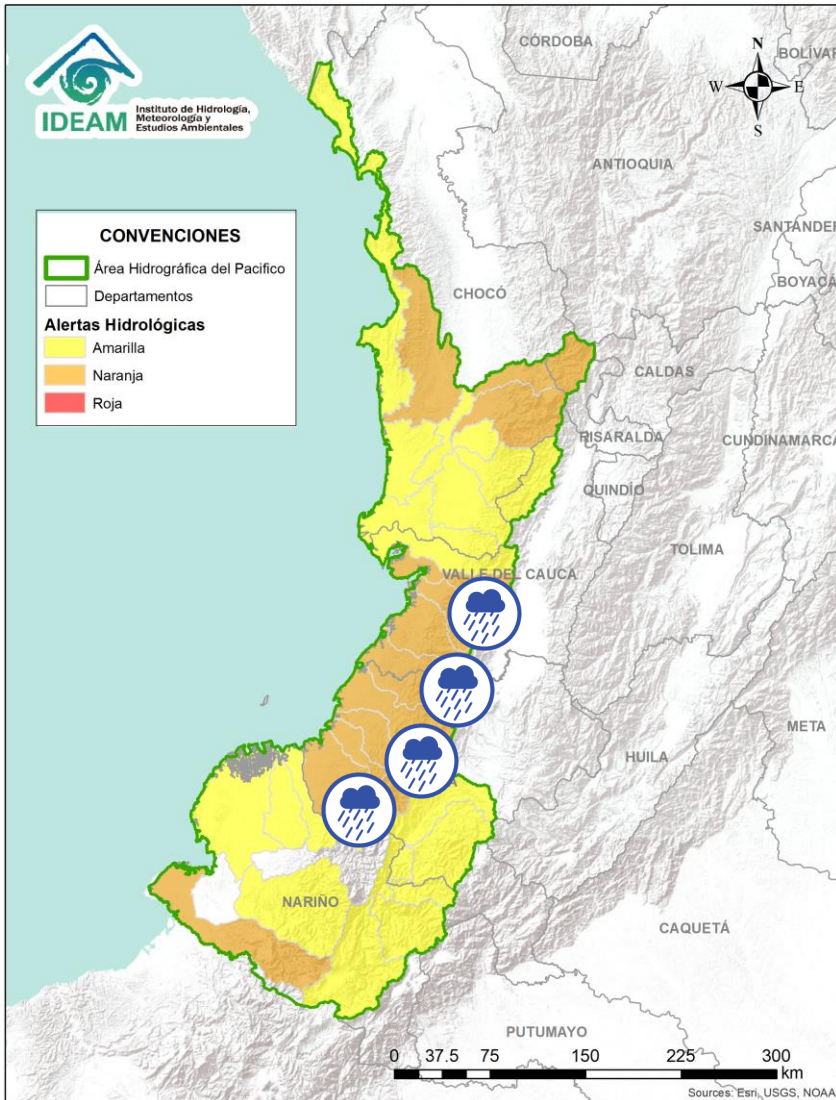 IDEAM
Instituto de Hidrología,
Meteorología y
Estudios Ambientales
CÓRDOBA
BOLÍVAR
N
W E
S
ANTIOQUIA
CONVENCIONES
Área Hidrográfica del Pacifico
Departamentos
Alertas Hidrológicas
Amarilla
Naranja
Roja
SANTANDER
BOYACÁ
CHOCÓ
CALDAS
RISARALDA
CUNDINAMARCA
QUINDÍO
TOLIMA
VALLE DEL CAUCA
META
HUILA
NARIÑO
CAQUETÁ
PUTUMAYO
0 37.5 75 150 225 300
km
Sources: Esri, USGS, NOAA